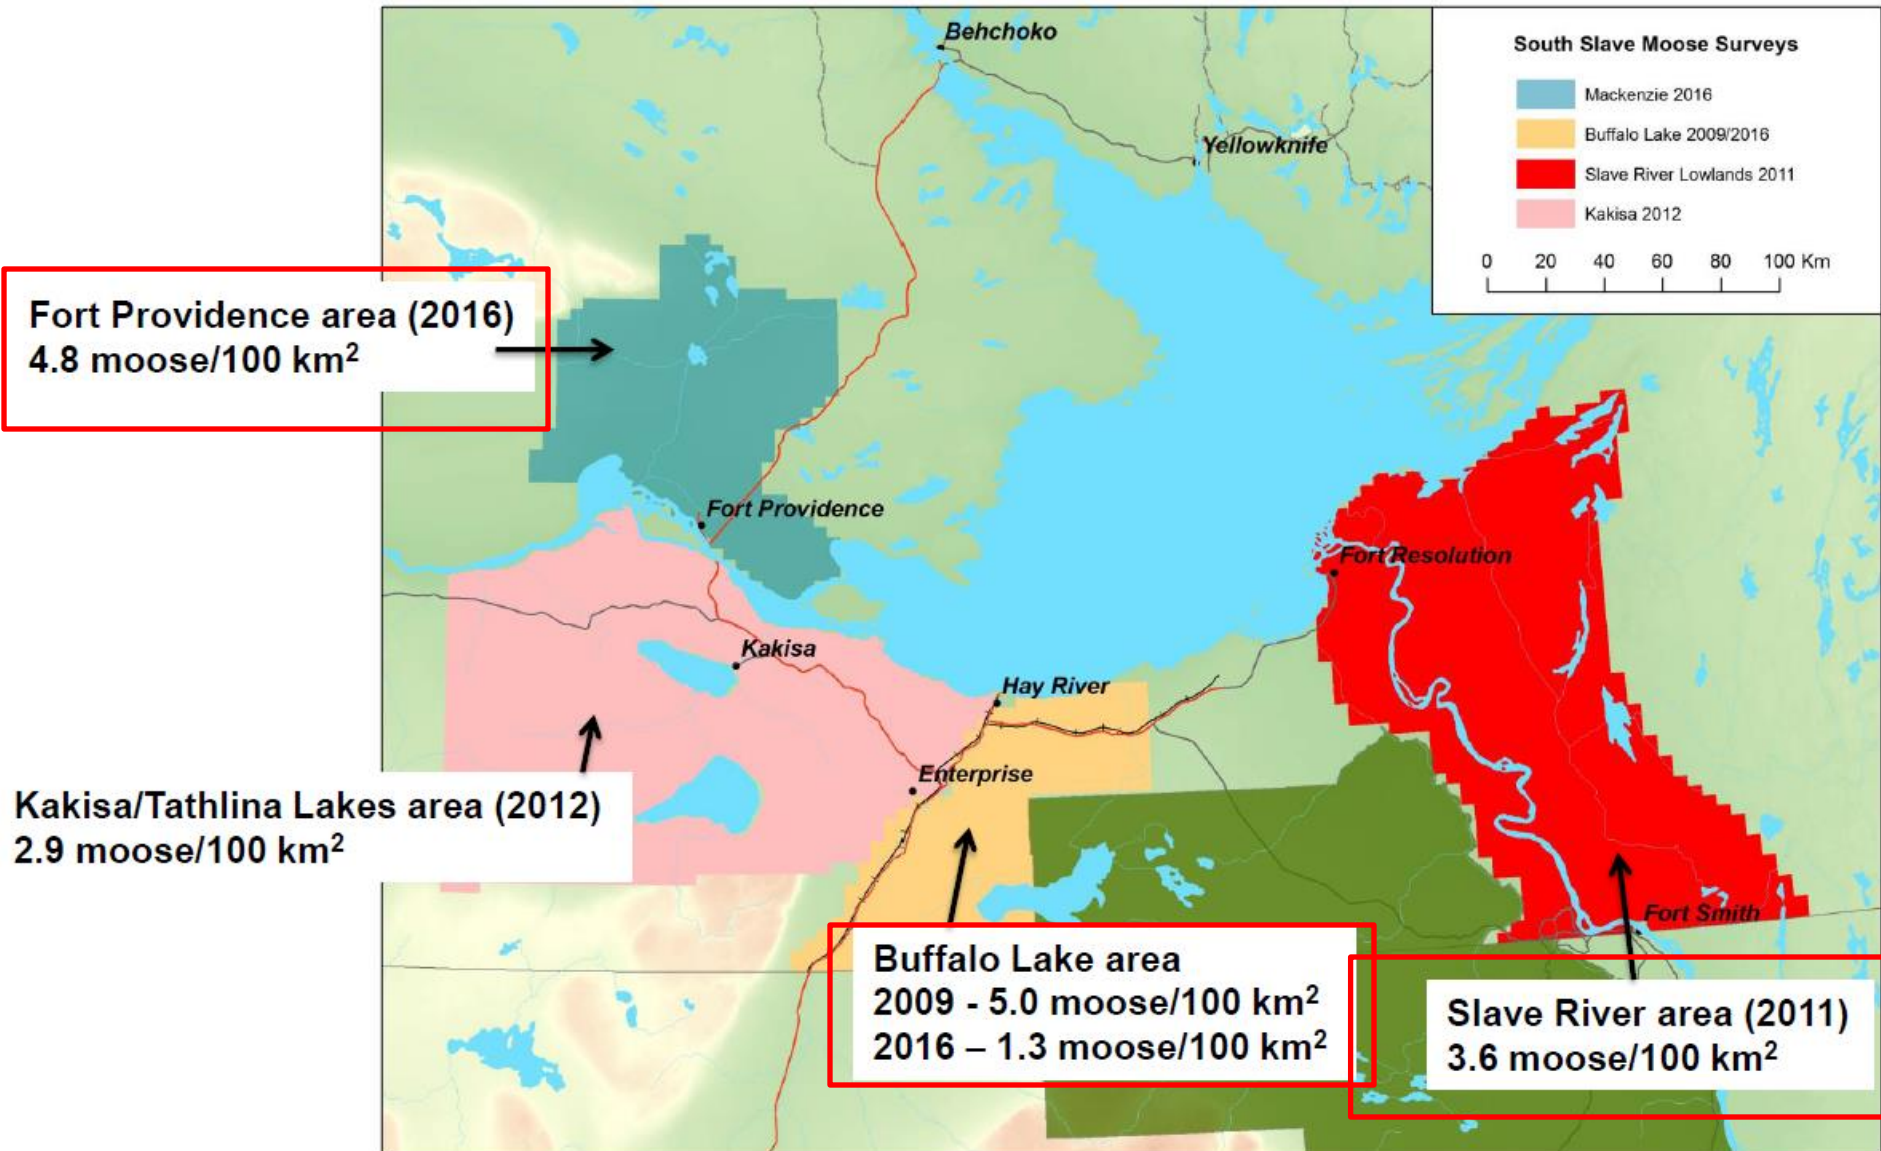 Behchoko
South Slave Moose Surveys
Mackenzie 2016
Buffalo Lake 2009/2016
Slave River Lowlands 2011
Kakisa 2012
0 20 40 60 80 100 Km
Yellowknife
Fort Providence area (2016)
4.8 moose/100 km²
Fort Providence
Fort Resolution
Kakisa
Hay River
Enterprise
Kakisa/Tathlina Lakes area (2012)
2.9 moose/100 km²
Fort Smith
Buffalo Lake area
2009 - 5.0 moose/100 km²
2016 – 1.3 moose/100 km²
Slave River area (2011)
3.6 moose/100 km²